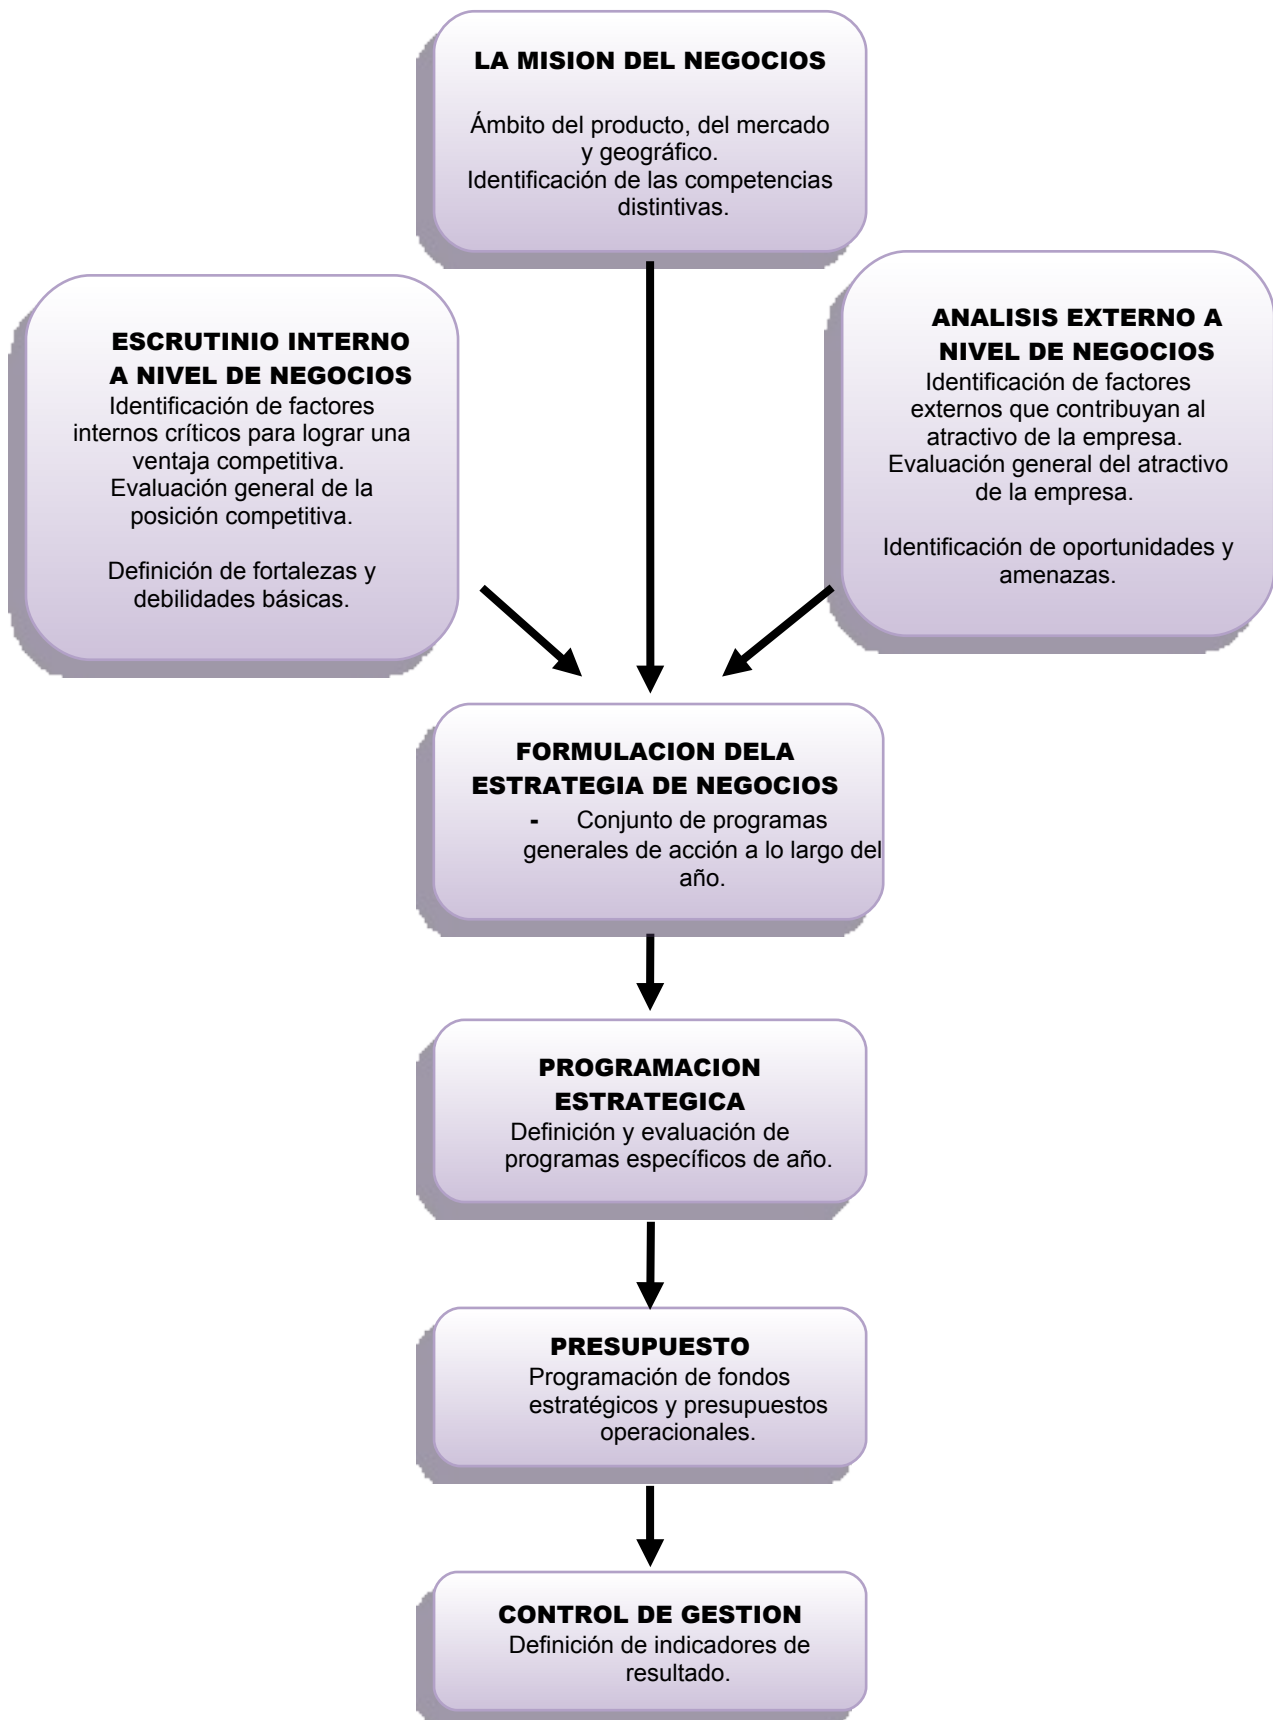 LA MISION DEL NEGOCIOS
Ámbito del producto, del mercado
y geográfico.
Identificación de las competencias
distintivas.
ESCRUTINIO INTERNO
A NIVEL DE NEGOCIOS
Identificación de factores
internos críticos para lograr una
ventaja competitiva.
Evaluación general de la
posición competitiva.
Definición de fortalezas y
debilidades básicas.
ANALISIS EXTERNO A
NIVEL DE NEGOCIOS
Identificación de factores
externos que contribuyan al
atractivo de la empresa.
Evaluación general del atractivo
de la empresa.
Identificación de oportunidades y
amenazas.
FORMULACION DELA
ESTRATEGIA DE NEGOCIOS
- Conjunto de programas
generales de acción a lo largo del
año.
PROGRAMACION
ESTRATEGICA
Definición y evaluación de
programas específicos de año.
PRESUPUESTO
Programación de fondos
estratégicos y presupuestos
operacionales.
CONTROL DE GESTION
Definición de indicadores de
resultado.